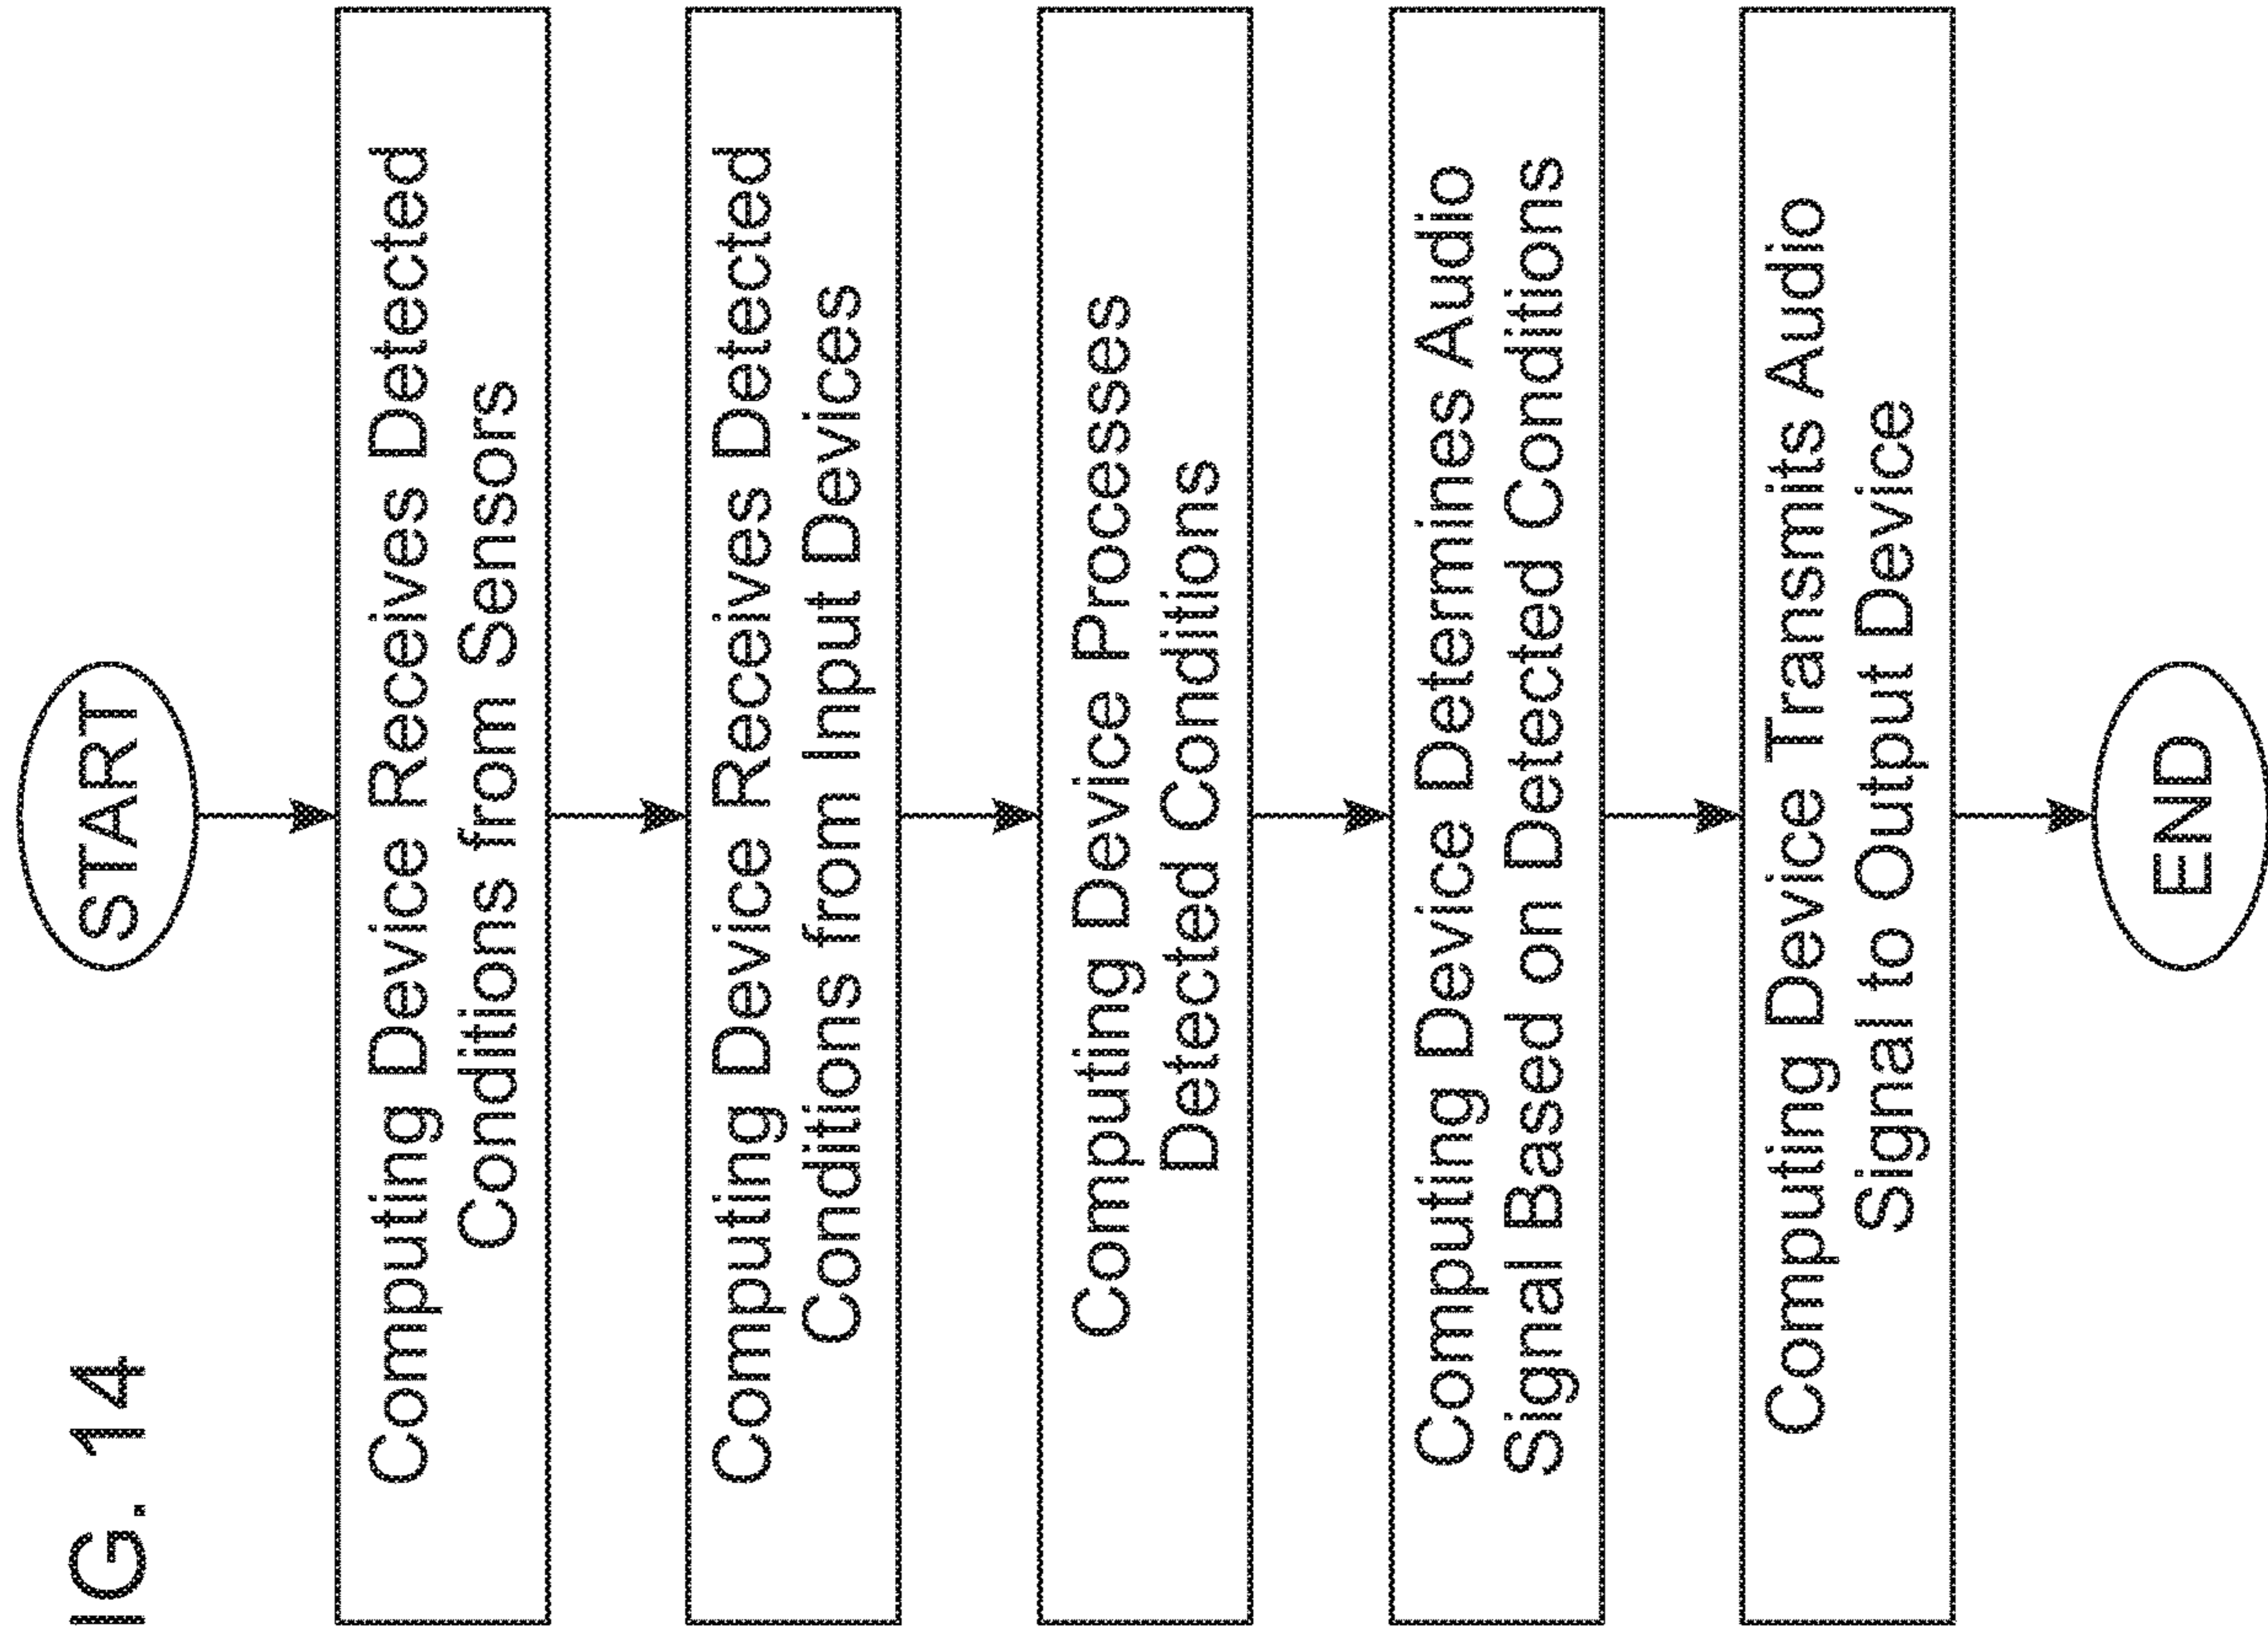 IG. 14
START
Computing Device Receives Detected
Conditions from Sensors
Computing Device Receives Detected
Conditions from Input Devices
Computing Device Processes
Detected Conditions
Computing Device Determines Audio
Signal Based on Detected Conditions
Computing Device Transmits Audio
Signal to Output Device
END